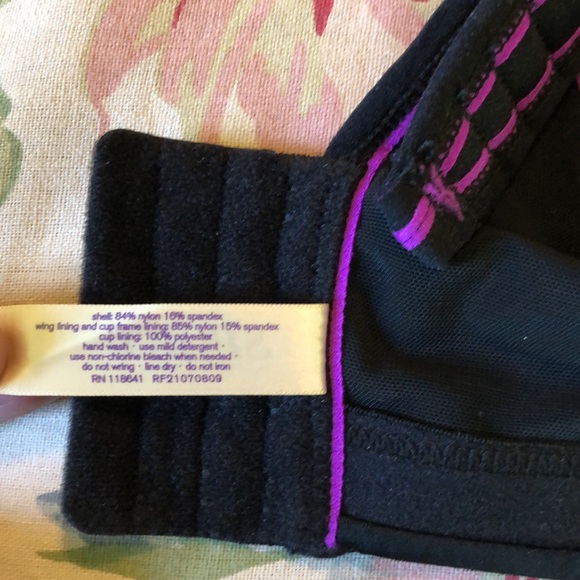 shell: 84% nylon 16% spandex
wing lining and cup frame lining: 85% nylon 15% spandex
cup lining: 100% polyester
hand wash · use mild detergent ·
use non-chlorine bleach when needed ·
do not wring · line dry · do not iron
RN 118641 RF21070809